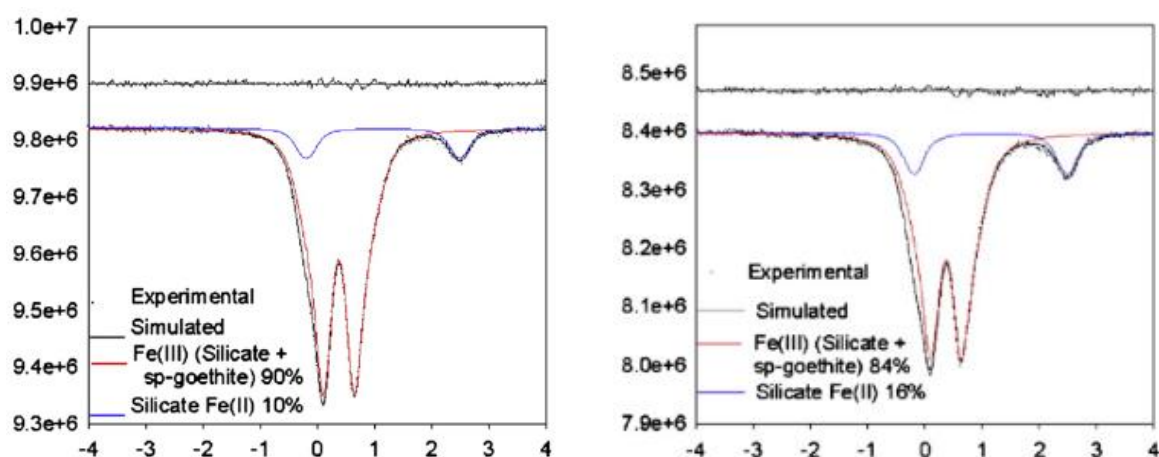 1.0e+7
9.9e+6
9.8e+6
9.7e+6
9.6e+6
9.5e+6
9.4e+6
9.3e+6
Experimental
Simulated
Fe(III) (Silicate +
sp-goethite) 90%
Silicate Fe(II) 10%
-4 -3 -2 -1 0 1 2 3 4
8.5e+6
8.4e+6
8.3e+6
8.2e+6
8.1e+6
8.0e+6
7.9e+6
Experimental
Simulated
Fe(III) (Silicate +
sp-goethite) 84%
Silicate Fe(II) 16%
-4 -3 -2 -1 0 1 2 3 4